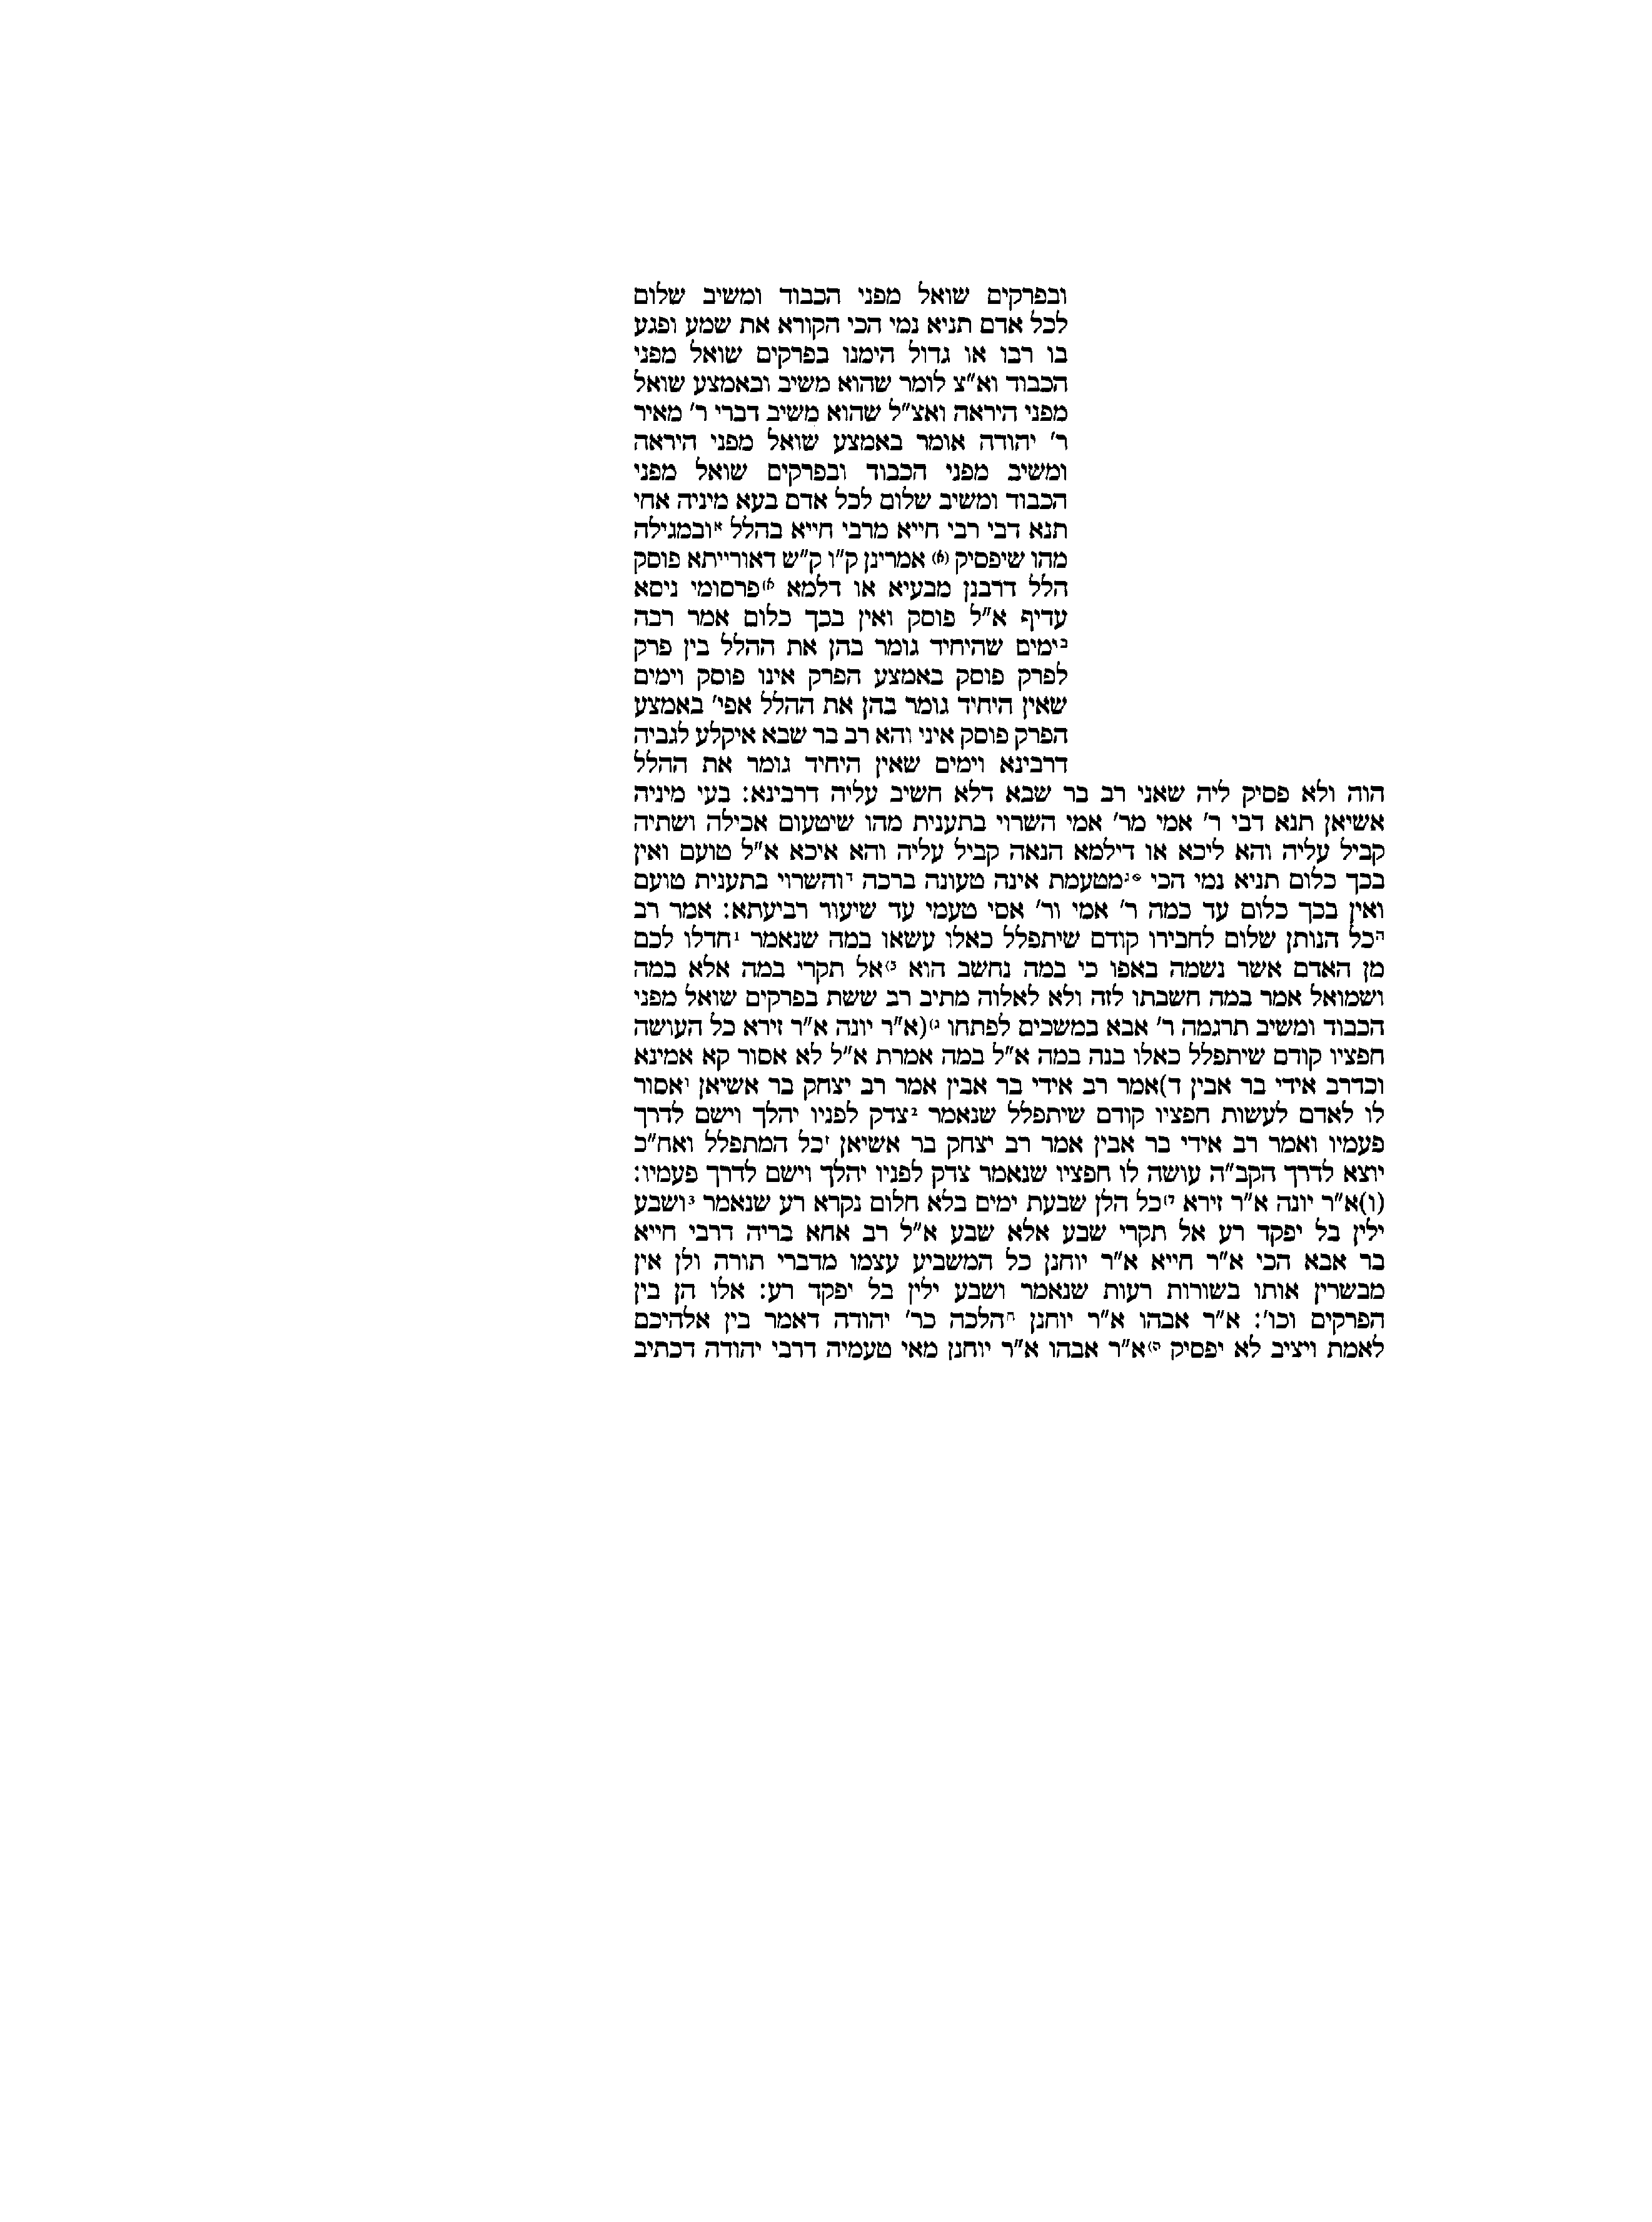 ובפרקים שואל מפני הכבוד ומשיב שלום
לכל אדם תניא נמי הכי הקורא את שמע ופגע
בו רבו או גדול הימנו בפרקים שואל מפני
הכבוד וא"צ לומר שהוא משיב ובאמצע שואל
מפני היראה ואצ"ל שהוא משיב דברי ר' מאיר
ר' יהודה אומר באמצע שואל מפני היראה
ומשיב מפני הכבוד ובפרקים שואל מפני
הכבוד ומשיב שלום לכל אדם בעא מיניה אחי
תנא דבי רבי חייא מרבי חייא בהלל אובמגילה
מהו שיפסיק (א) אמרינן ק"ו ק"ש דאורייתא פוסק
הלל דרבנן מבעיא או דלמא א)פרסומי ניסא
עדיף א"ל פוסק ואין בכך כלום אמר רבה
בימים שהיחיד גומר בהן את ההלל בין פרק
לפרק פוסק באמצע הפרק אינו פוסק וימים
שאין היחיד גומר בהן את ההלל אפי' באמצע
הפרק פוסק איני והא רב בר שבא איקלע לגביה
דרבינא וימים שאין היחיד גומר את ההלל
הוה ולא פסיק ליה שאני רב בר שבא דלא חשיב עליה דרבינא: בעי מיניה
אשיאן תנא דבי ר' אמי מר' אמי השרוי בתענית מהו שיטעום אכילה ושתיה
קביל עליה והא ליכא או דילמא הנאה קביל עליה והא איכא א"ל טועם ואין
בכך כלום תניא נמי הכי גמטעמת אינה טעונה ברכה דוהשרוי בתענית טועם
ואין בכך כלום עד כמה ר' אמי ור' אסי טעמי עד שיעור רביעתא: אמר רב
הכל הנותן שלום לחבירו קודם שיתפלל כאלו עשאו במה שנאמר 1חדלו לכם
מן האדם אשר נשמה באפו כי במה נחשב הוא ב)אל תקרי במה אלא במה
ושמואל אמר במה חשבתו לזה ולא לאלוה מתיב רב ששת בפרקים שואל מפני
הכבוד ומשיב תרגמה ר' אבא במשכים לפתחו ג)(א"ר יונה א"ר זירא כל העושה
חפציו קודם שיתפלל כאלו בנה במה א"ל במה אמרת א"ל לא אסור קא אמינא
וכדרב אידי בר אבין ד)אמר רב אידי בר אבין אמר רב יצחק בר אשיאן ואסור
לו לאדם לעשות חפציו קודם שיתפלל שנאמר 2צדק לפניו יהלך וישם לדרך
פעמיו ואמר רב אידי בר אבין אמר רב יצחק בר אשיאן זכל המתפלל ואח"כ
יוצא לדרך הקב"ה עושה לו חפציו שנאמר צדק לפניו יהלך וישם לדרך פעמיו:
(ו)א"ר יונה א"ר זירא ד)כל הלן שבעת ימים בלא חלום נקרא רע שנאמר 3ושבע
ילין בל יפקד רע אל תקרי שבע אלא שבע א"ל רב אחא בריה דרבי חייא
בר אבא הכי א"ר חייא א"ר יוחנן כל המשביע עצמו מדברי תורה ולן אין
מבשרין אותו בשורות רעות שנאמר ושבע ילין בל יפקד רע: אלו הן בין
הפרקים וכו': א"ר אבהו א"ר יוחנן חהלכה כר' יהודה דאמר בין אלהיכם
לאמת ויציב לא יפסיק ה)א"ר אבהו א"ר יוחנן מאי טעמיה דרבי יהודה דכתיב